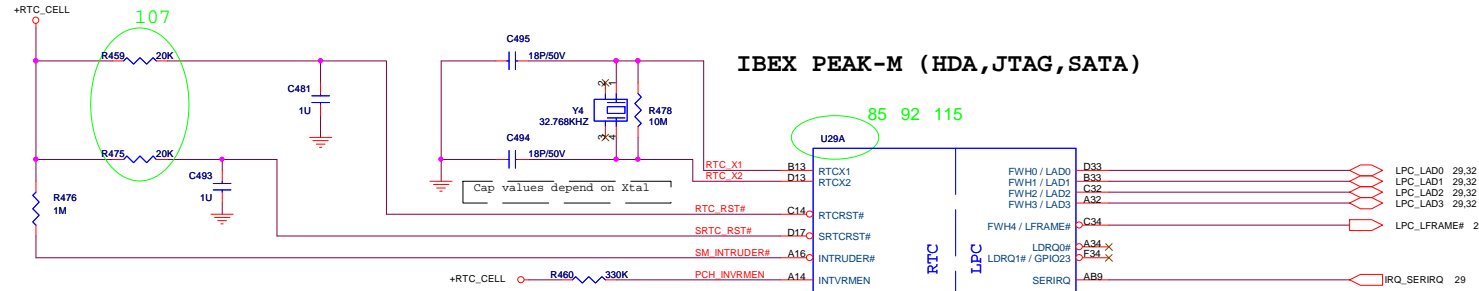 +RTC_CELL
107
R459 20K
C481
1U
R475 20K
C493
1U
R476
1M
C495
18P/50V
2 1
Y4
32.768KHZ
R478
10M
3 4
C494
18P/50V
Cap values depend on Xtal
IBEX PEAK-M (HDA,JTAG,SATA)
85 92 115
U29A
RTC_X1 B13 RTCX1
RTC_X2 D13 RTCX2
RTC_RST# C14 RTCRST#
SRTC_RST# D17 SRTCRST#
SM_INTRUDER# A16 INTRUDER#
+RTC_CELL R460 330K PCH_INVRMEN A14 INTVRMEN
RTC
LPC
FWH0 / LAD0 D33 LPC_LAD0 29,32
FWH1 / LAD1 B33 LPC_LAD1 29,32
FWH2 / LAD2 C32 LPC_LAD2 29,32
FWH3 / LAD3 A32 LPC_LAD3 29,32
FWH4 / LFRAME# C34 LPC_LFRAME# 2
LDRQ0# A34
LDRQ1# / GPIO23 F34
SERIRQ AB9 IRQ_SERIRQ 29